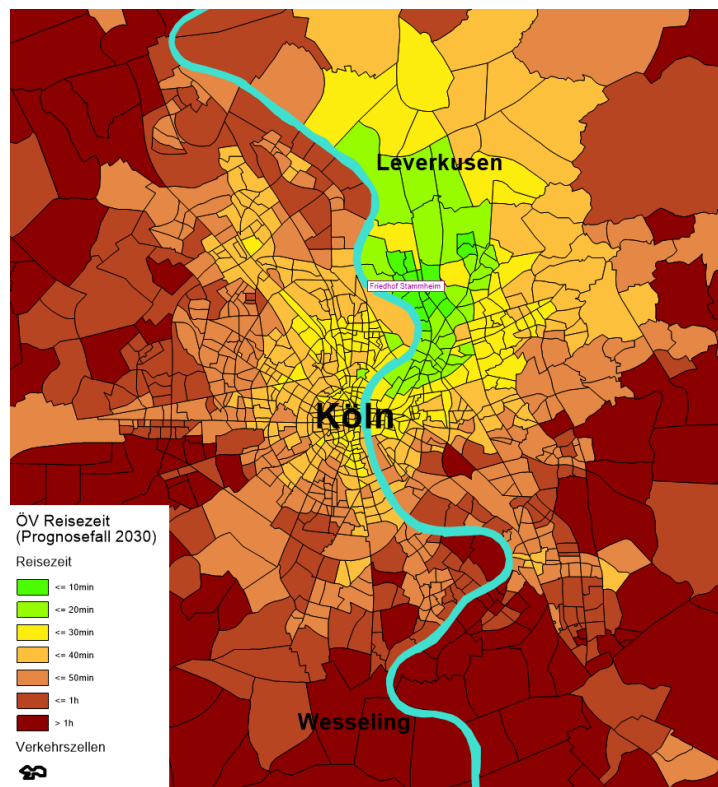 Leverkusen
Friedhof Stammheim
Köln
Wesseling
ÖV Reisezeit
(Prognosefall 2030)
Reisezeit
<= 10min
<= 20min
<= 30min
<= 40min
<= 50min
<= 1h
> 1h
Verkehrszellen